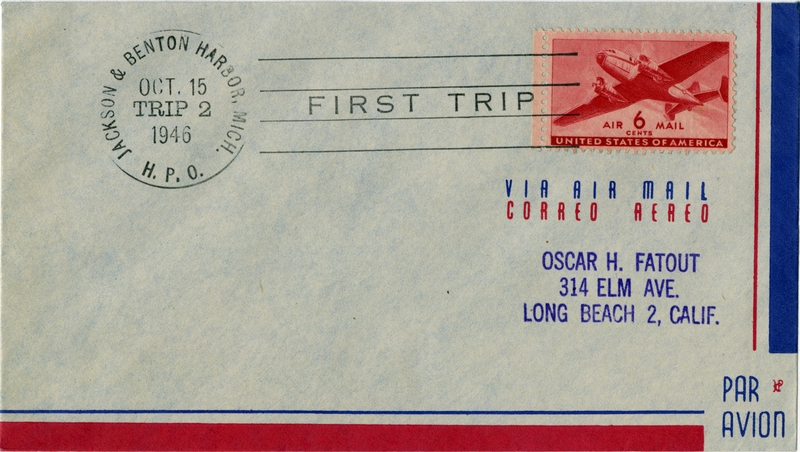 JACKSON & BENTON HARBOR, MICH.
OCT. 15
TRIP 2
1946
H. P. O.
FIRST TRIP
AIR 6 MAIL
CENTS
UNITED STATES OF AMERICA
VIA AIR MAIL
CORREO AEREO
OSCAR H. FATOUT
314 ELM AVE.
LONG BEACH 2, CALIF.
PAR
AVION